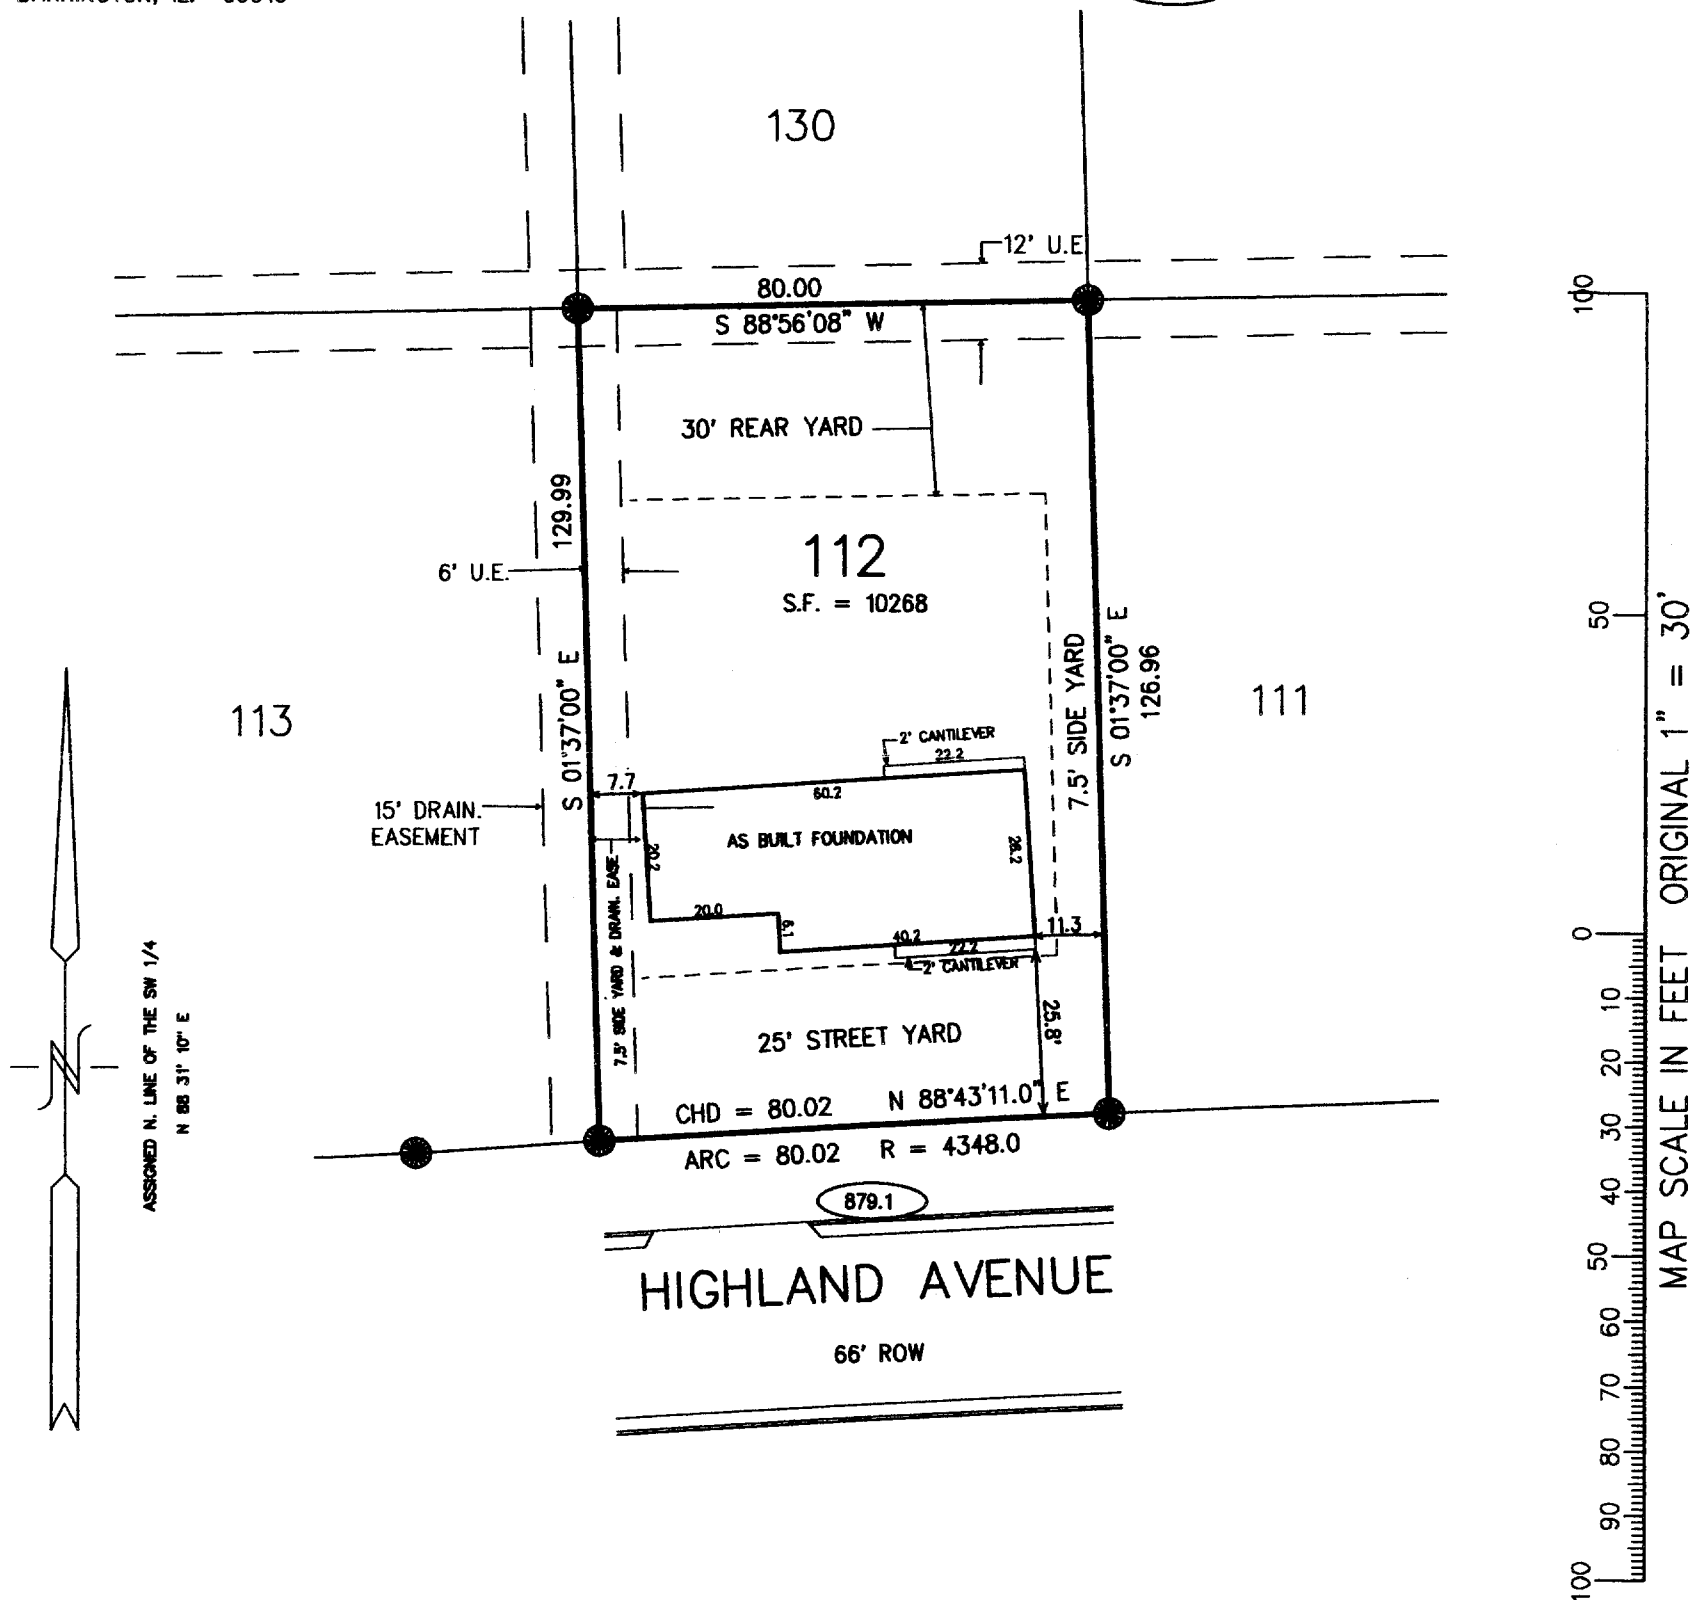 130
12' U.E
80.00
S 88°56'08" W
30' REAR YARD
129.99
6' U.E.
112
S.F. = 10268
S 01°37'00" E
7.5' SIDE YARD
S 01°37'00" E
126.96
113
111
2' CANTILEVER
22.2
7.7
60.2
15' DRAIN.
EASEMENT
AS BUILT FOUNDATION
20.2
28.2
7.5' SIDE YARD & DRAIN. EASE
20.0
6.1
40.2
22.2
11.3
2' CANTILEVER
25' STREET YARD
25.8'
CHD = 80.02 N 88°43'11.0" E
ARC = 80.02 R = 4348.0
879.1
HIGHLAND AVENUE
66' ROW
ASSIGNED N. LINE OF THE SW 1/4
N 88 31' 10" E
N
100
50
0
10
20
30
40
50
60
70
80
90
100
MAP SCALE IN FEET ORIGINAL 1" = 30'